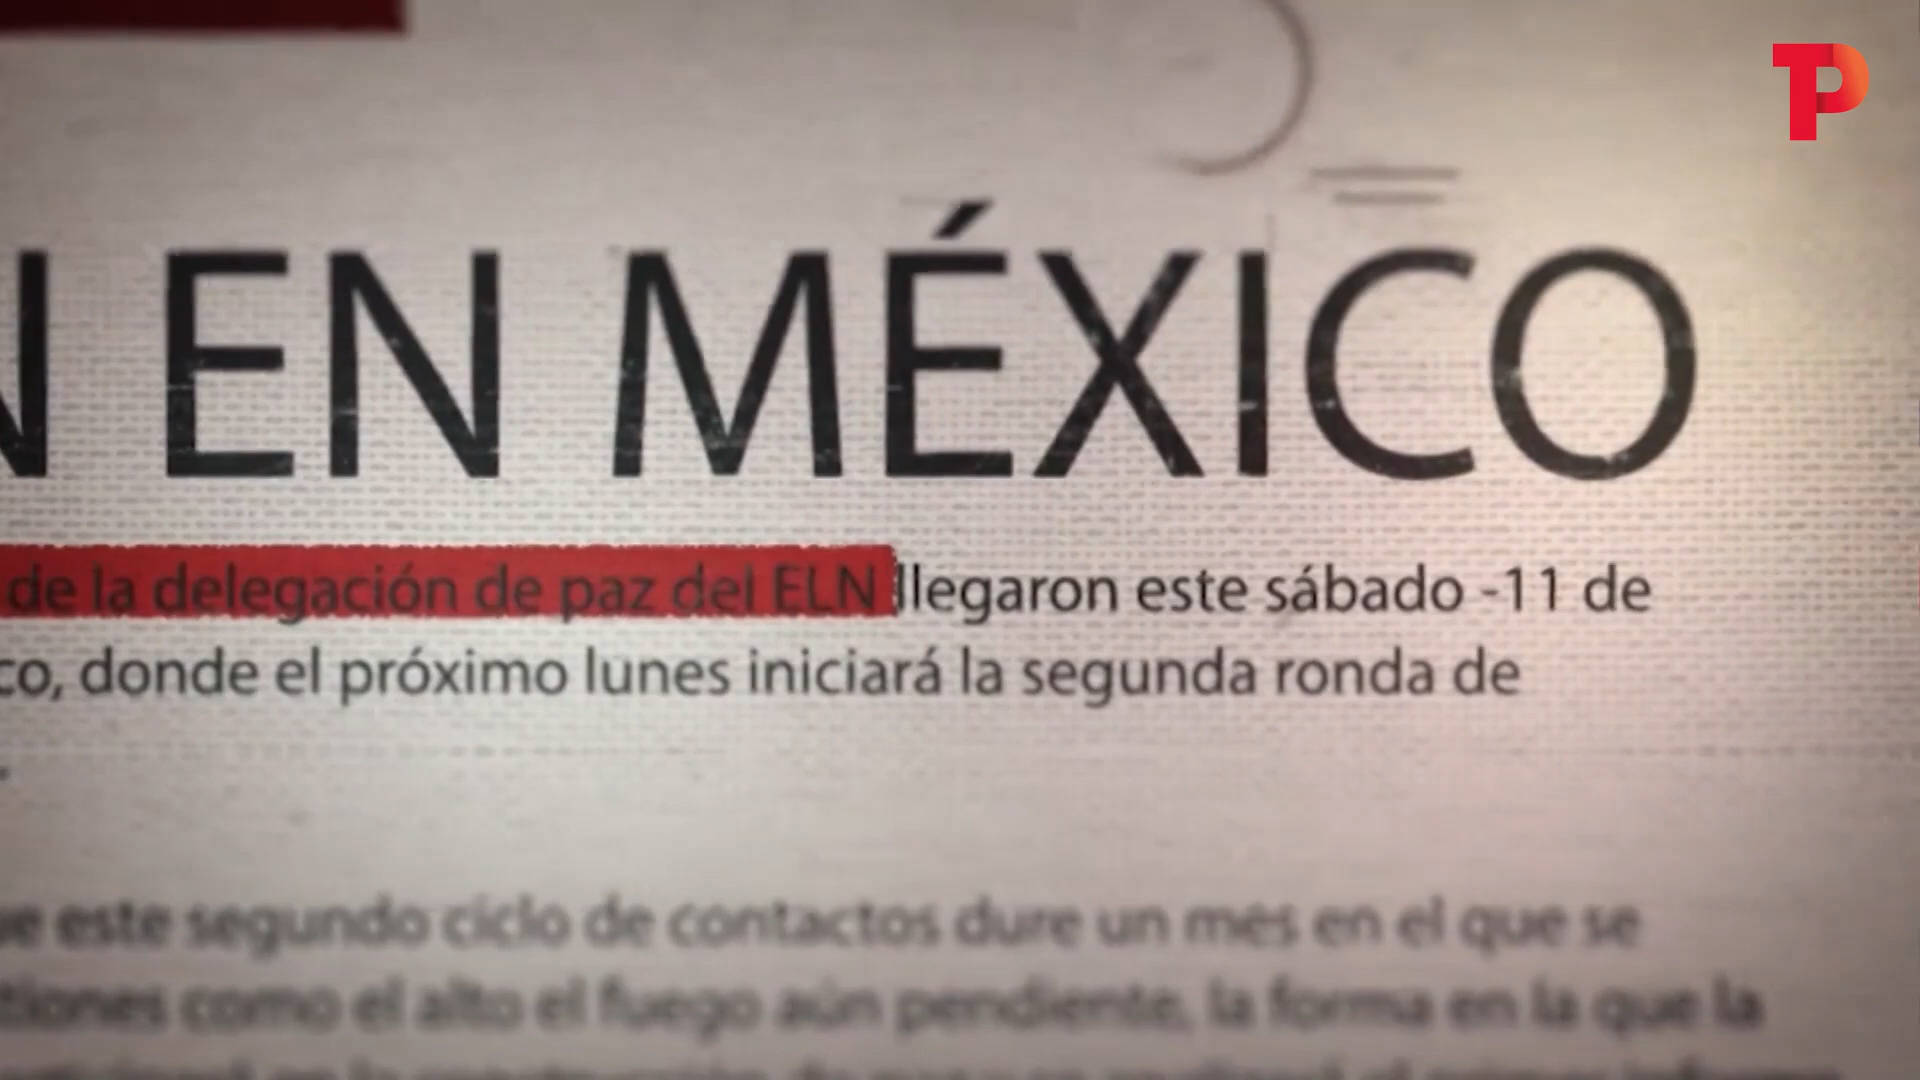 TP
N EN MÉXICO
de la delegación de paz del ELN llegaron este sábado -11 de
co, donde el próximo lunes iniciará la segunda ronda de
ue este segundo ciclo de contactos dure un mes en el que se
tiones como el alto el fuego aún pendiente, la forma en la que la